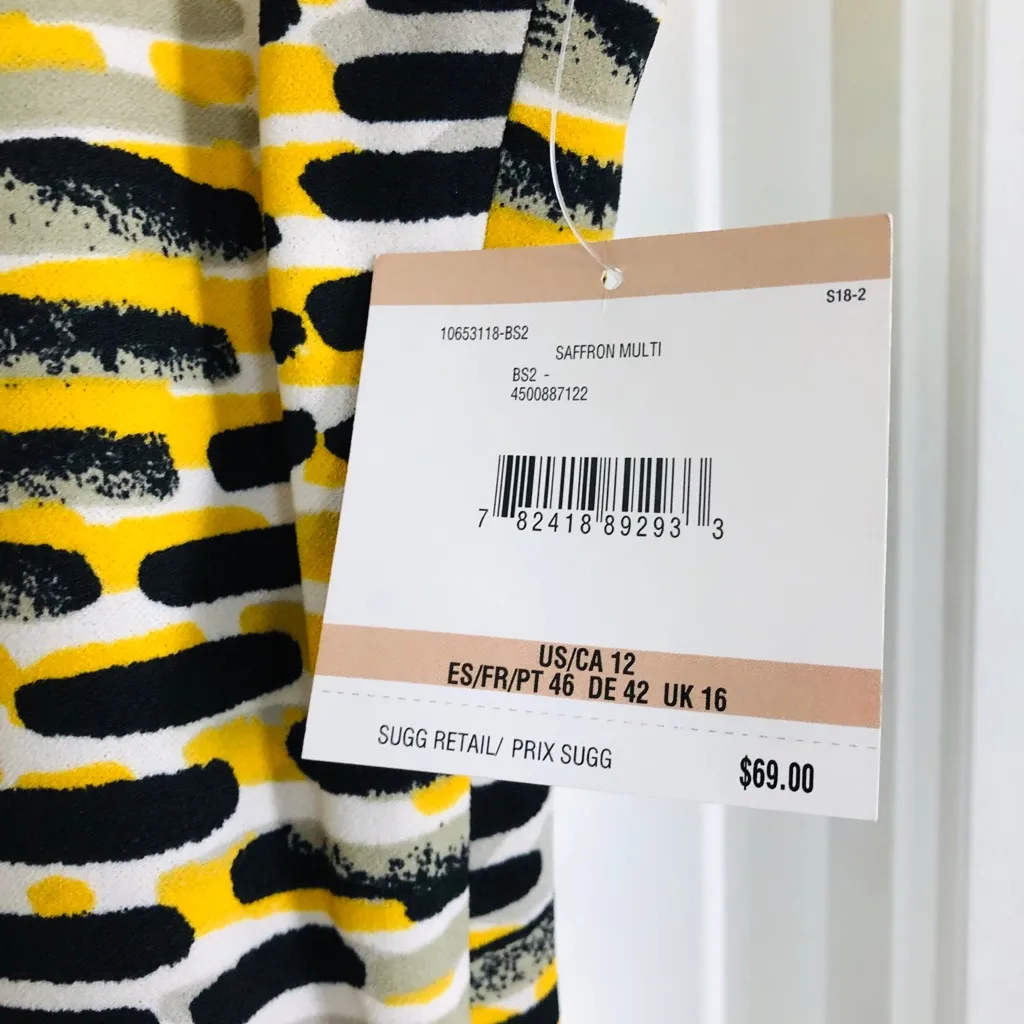 S18-2
10653118-BS2
SAFFRON MULTI
BS2 -
4500887122
7 82418 89293 3
US/CA 12
ES/FR/PT 46 DE 42 UK 16
SUGG RETAIL/ PRIX SUGG
$69.00